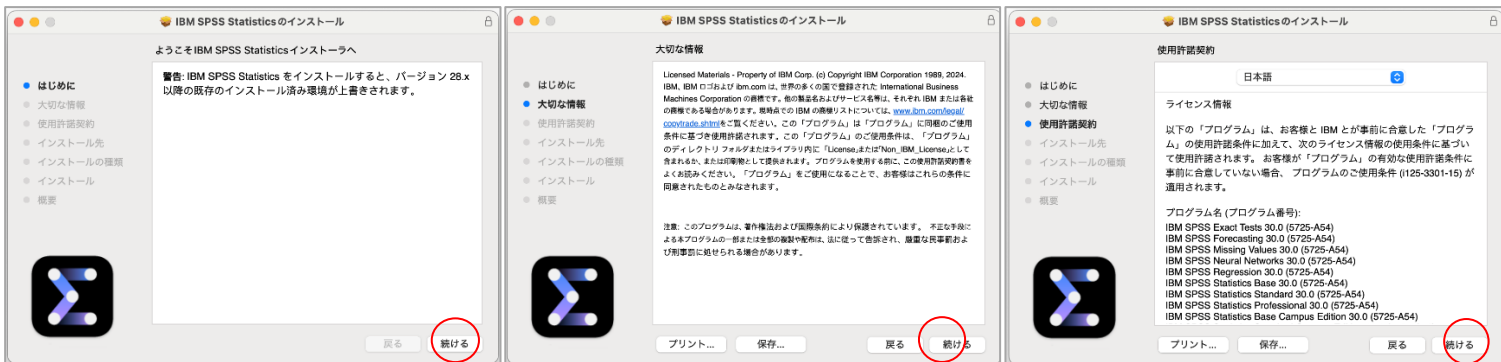 IBM SPSS Statisticsのインストール
ようこそIBM SPSS Statisticsインストーラへ
はじめに
大切な情報
使用許諾契約
インストール先
インストールの種類
インストール
概要
警告: IBM SPSS Statistics をインストールすると、バージョン 28.x
以降の既存のインストール済み環境が上書きされます。
戻る
続ける
IBM SPSS Statisticsのインストール
大切な情報
はじめに
大切な情報
使用許諾契約
インストール先
インストールの種類
インストール
概要
Licensed Materials - Property of IBM Corp. (c) Copyright IBM Corporation 1989, 2024.
IBM、IBM ロゴおよび ibm.com は、世界の多くの国で登録された International Business
Machines Corporation の商標です。他の製品名およびサービス名等は、それぞれ IBM または各社
の商標である場合があります。現時点での IBM の商標リストについては、www.ibm.com/legal/
copytrade.shtmlをご覧ください。この「プログラム」は「プログラム」に同梱のご使用
条件に基づき使用許諾されます。この「プログラム」のご使用条件は、「プログラム」
のディレクトリ フォルダまたはライブラリ内に「License」または「Non_IBM_License」として
含まれるか、または印刷物として提供されます。プログラムを使用する前に、この使用許諾契約書を
よくお読みください。「プログラム」をご使用になることで、お客様はこれらの条件に
同意されたものとみなされます。
注意: このプログラムは、著作権法および国際条約により保護されています。 不正な手段に
よる本プログラムの一部または全部の複製や配布は、法に従って告訴され、厳重な民事罰およ
び刑事罰に処せられる場合があります。
プリント...
保存...
戻る
続ける
IBM SPSS Statisticsのインストール
使用許諾契約
はじめに
大切な情報
使用許諾契約
インストール先
インストールの種類
インストール
概要
日本語
ライセンス情報
以下の「プログラム」は、お客様と IBM とが事前に合意した「プログラ
ム」の使用許諾条件に加えて、次のライセンス情報の使用条件に基づい
て使用許諾されます。 お客様が「プログラム」の有効な使用許諾条件に
事前に合意していない場合、 プログラムのご使用条件 (i125-3301-15) が
適用されます。
プログラム名 (プログラム番号):
IBM SPSS Exact Tests 30.0 (5725-A54)
IBM SPSS Forecasting 30.0 (5725-A54)
IBM SPSS Missing Values 30.0 (5725-A54)
IBM SPSS Neural Networks 30.0 (5725-A54)
IBM SPSS Regression 30.0 (5725-A54)
IBM SPSS Statistics Base 30.0 (5725-A54)
IBM SPSS Statistics Standard 30.0 (5725-A54)
IBM SPSS Statistics Professional 30.0 (5725-A54)
IBM SPSS Statistics Base Campus Edition 30.0 (5725-A54)
プリント...
保存...
戻る
続ける